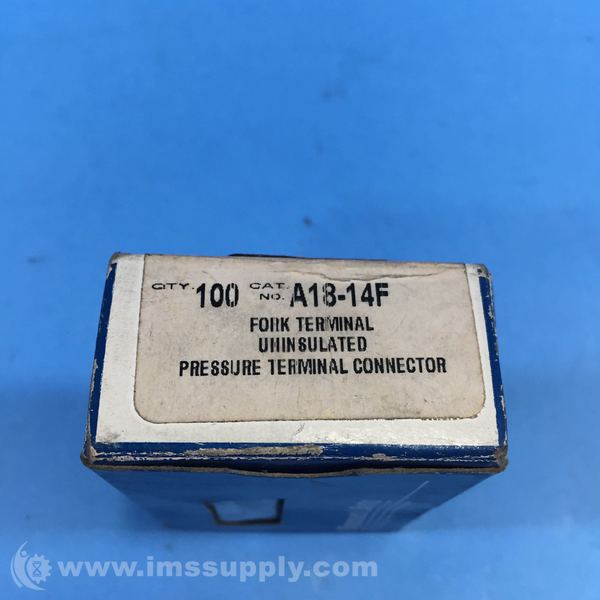 QTY. 100 CAT. NO. A18-14F
FORK TERMINAL
UNINSULATED
PRESSURE TERMINAL CONNECTOR
www.imssupply.com